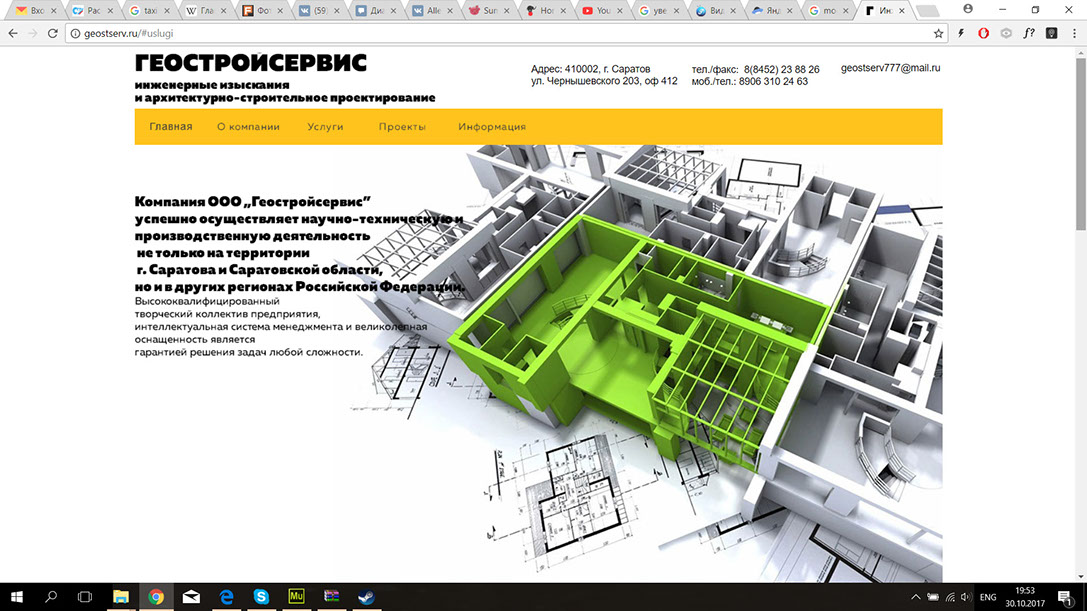 Вхо
Рас
taxi
Гла
Фот
(59
Диа
Alle
Sun
Нов
You
уве
Вид
Янд
mo
Ин
geostserv.ru/#uslugi
ГЕОСТРОЙСЕРВИС
инженерные изыскания
и архитектурно-строительное проектирование
Адрес: 410002, г. Саратов
ул. Чернышевского 203, оф 412
тел./факс: 8(8452) 23 88 26
моб./тел.: 8906 310 24 63
geostserv777@mail.ru
Главная О компании Услуги Проекты Информация
Компания ООО „Геостройсервис”
успешно осуществляет научно-техническую и
производственную деятельность
не только на территории
г. Саратова и Саратовской области,
но и в других регионах Российской Федерации.
Высококвалифицированный
творческий коллектив предприятия,
интеллектуальная система менеджмента и великолепная
оснащенность является
гарантией решения задач любой сложности.
Mu
ENG
19:53
30.10.2017
1